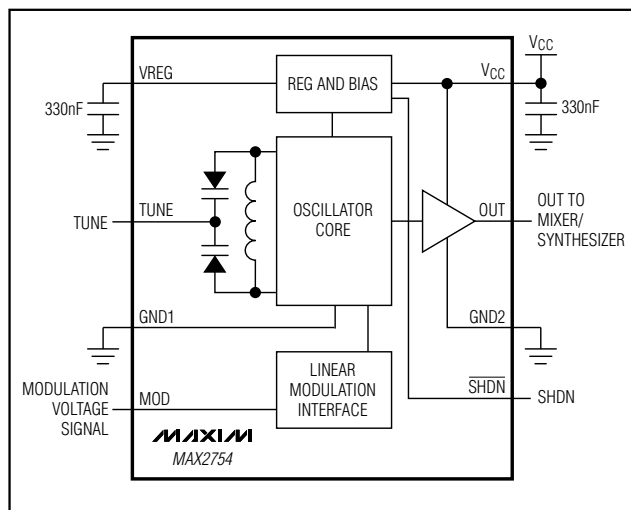 VCC
VREG
REG AND BIAS
VCC
330nF
330nF
TUNE
TUNE
OSCILLATOR
CORE
OUT
OUT TO
MIXER/
SYNTHESIZER
GND1
GND2
MODULATION
VOLTAGE
SIGNAL
MOD
LINEAR
MODULATION
INTERFACE
SHDN
SHDN
MAXIM
MAX2754